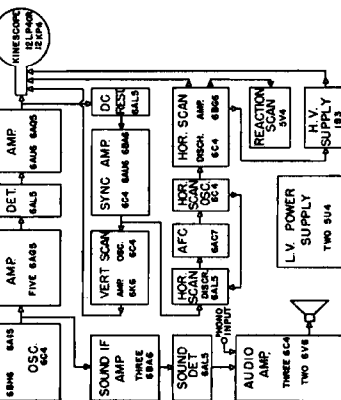 KINESCOPE
12LP4OR
12KP4
AMP.
6AU6 6AQ5
DET.
6AL5
AMP.
FIVE 6AG5
6BH6 6A15
OSC.
6C4
DC
REST.
6AL5
SYNC AMP.
6C4 6AU6 6BA6
VERT SCAN
OSC.
6C4
AMP.
6K6
SOUND IF
AMP
THREE
6BA6
HOR. SCAN
AMP.
6BG6
DISCH.
6C4
HOR.
SCAN
OSC.
6C4
AFC
6AC7
HOR.
SCAN
DISCR.
6AL5
SOUND
DET
6AL5
PHONO
INPUT
AUDIO
AMP.
THREE 6C4
TWO 6V6
REACTION
SCAN
5V4
H.V.
SUPPLY
1B3
L.V. POWER
SUPPLY
TWO 5U4